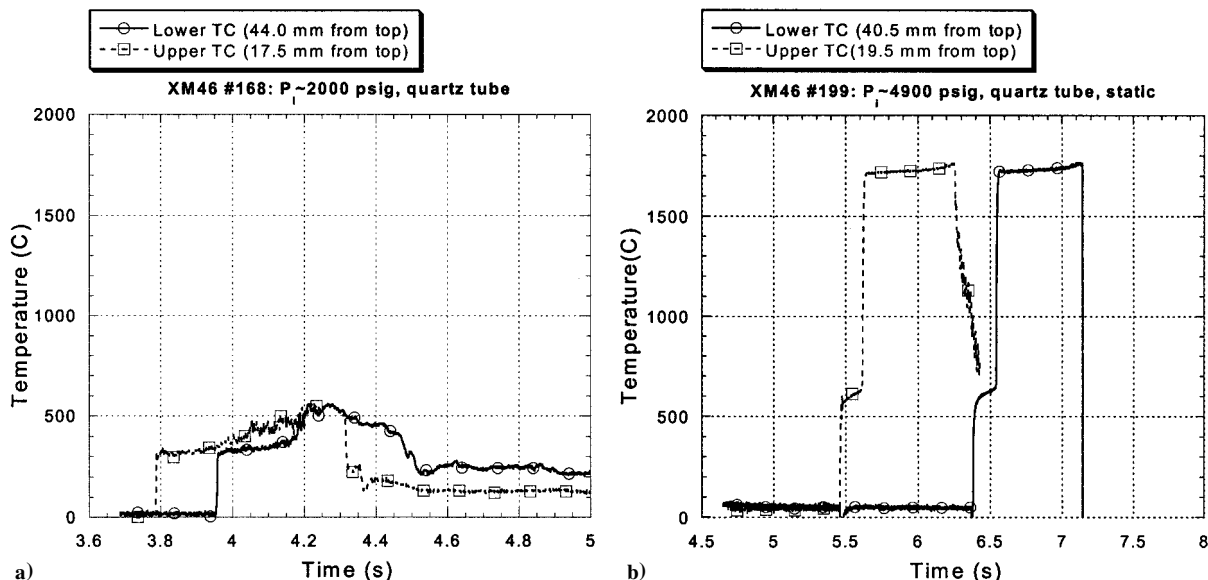 Lower TC (44.0 mm from top)
Upper TC (17.5 mm from top)
XM46 #168: Pi~2000 psig, quartz tube
2000
1500
1000
500
0
Temperature (C)
3.6 3.8 4 4.2 4.4 4.6 4.8 5
Time (s)
a)
Lower TC (40.5 mm from top)
Upper TC(19.5 mm from top)
XM46 #199: Pi~4900 psig, quartz tube, static
2000
1500
1000
500
0
Temperature(C)
4.5 5 5.5 6 6.5 7 7.5 8
Time (s)
b)